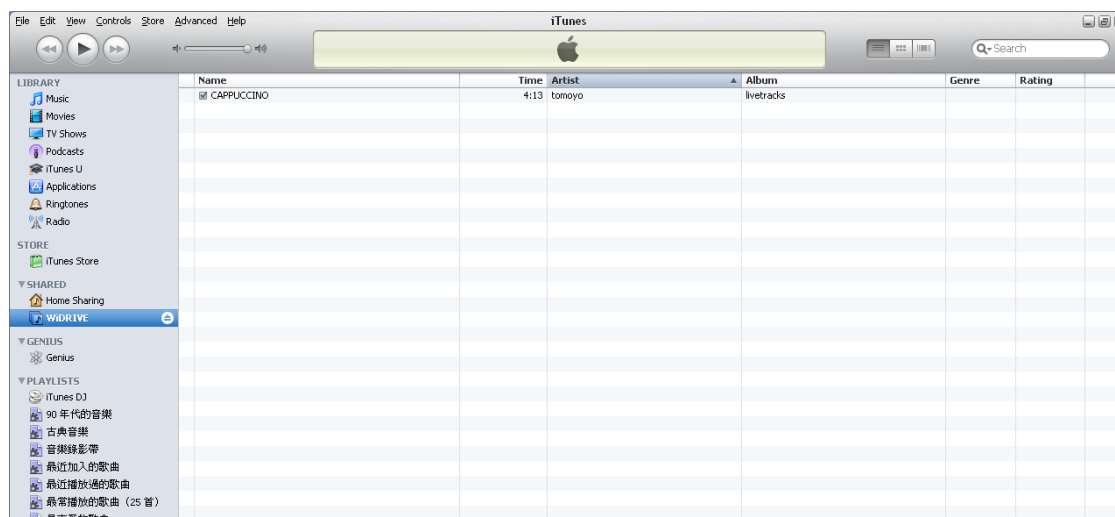 File Edit View Controls Store Advanced Help
iTunes
Search
LIBRARY
Music
Movies
TV Shows
Podcasts
iTunes U
Applications
Ringtones
Radio
STORE
iTunes Store
SHARED
Home Sharing
WiDRIVE
GENIUS
Genius
PLAYLISTS
iTunes DJ
90 年代的音樂
古典音樂
音樂錄影帶
最近加入的歌曲
最近播放過的歌曲
最常播放的歌曲（25 首）
Name Time Artist Album Genre Rating
CAPPUCCINO 4:13 tomoyo livetracks